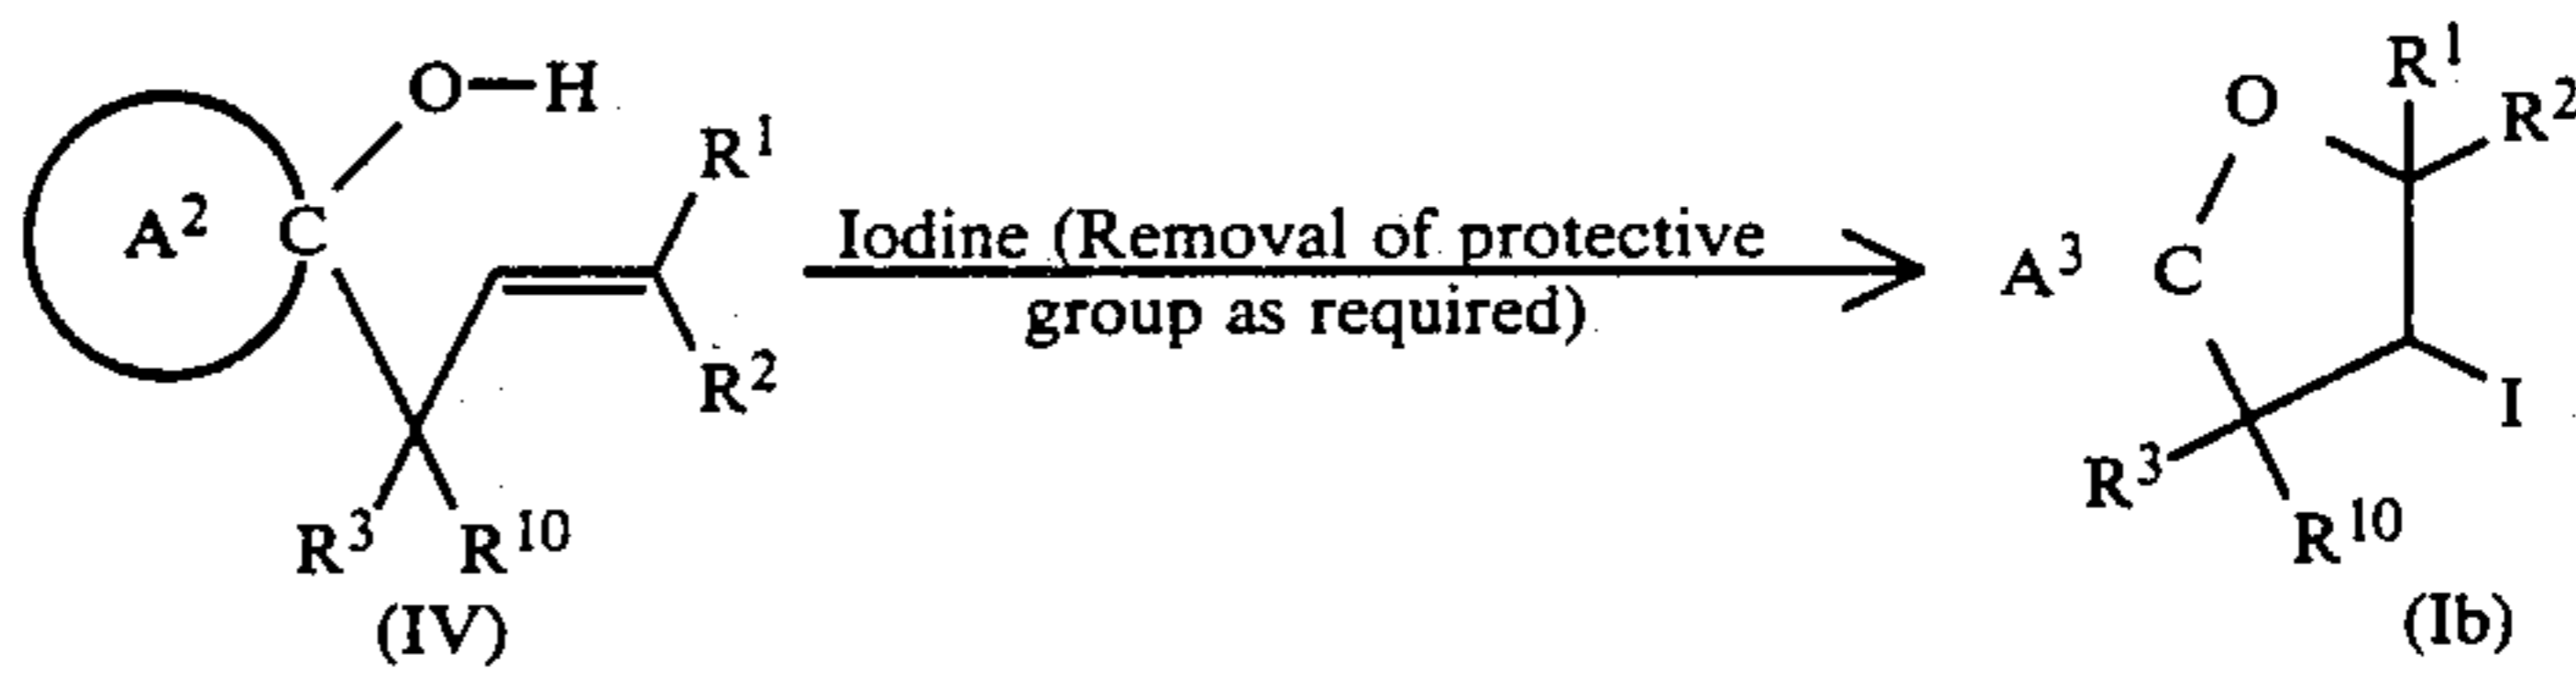 O—H
R¹
A² C
R²
R³ R¹⁰
(IV)
Iodine (Removal of protective
group as required)
O R¹
R²
A³ C
I
R³
R¹⁰
(Ib)